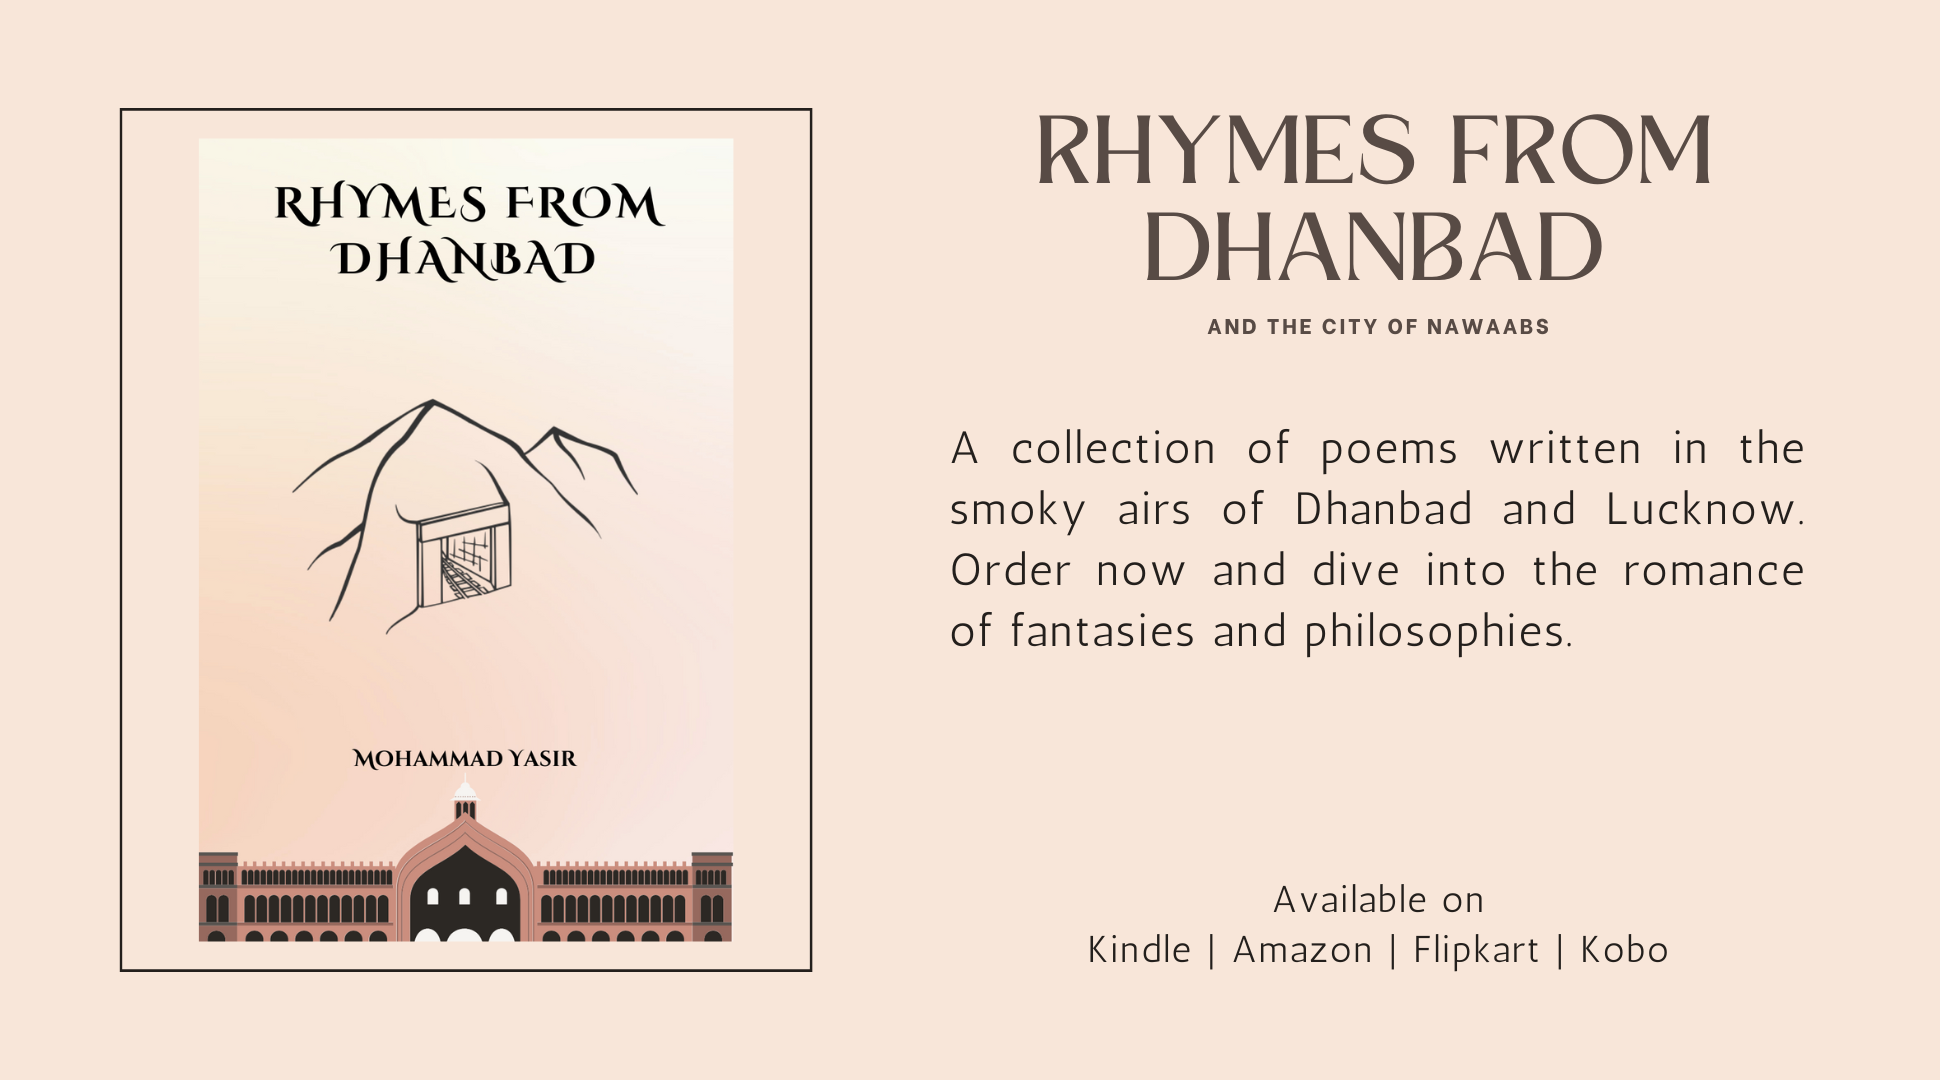 RHYMES FROM
DHANBAD
MOHAMMAD YASIR
RHYMES FROM
DHANBAD
AND THE CITY OF NAWAABS
A collection of poems written in the
smoky airs of Dhanbad and Lucknow.
Order now and dive into the romance
of fantasies and philosophies.
Available on
Kindle | Amazon | Flipkart | Kobo